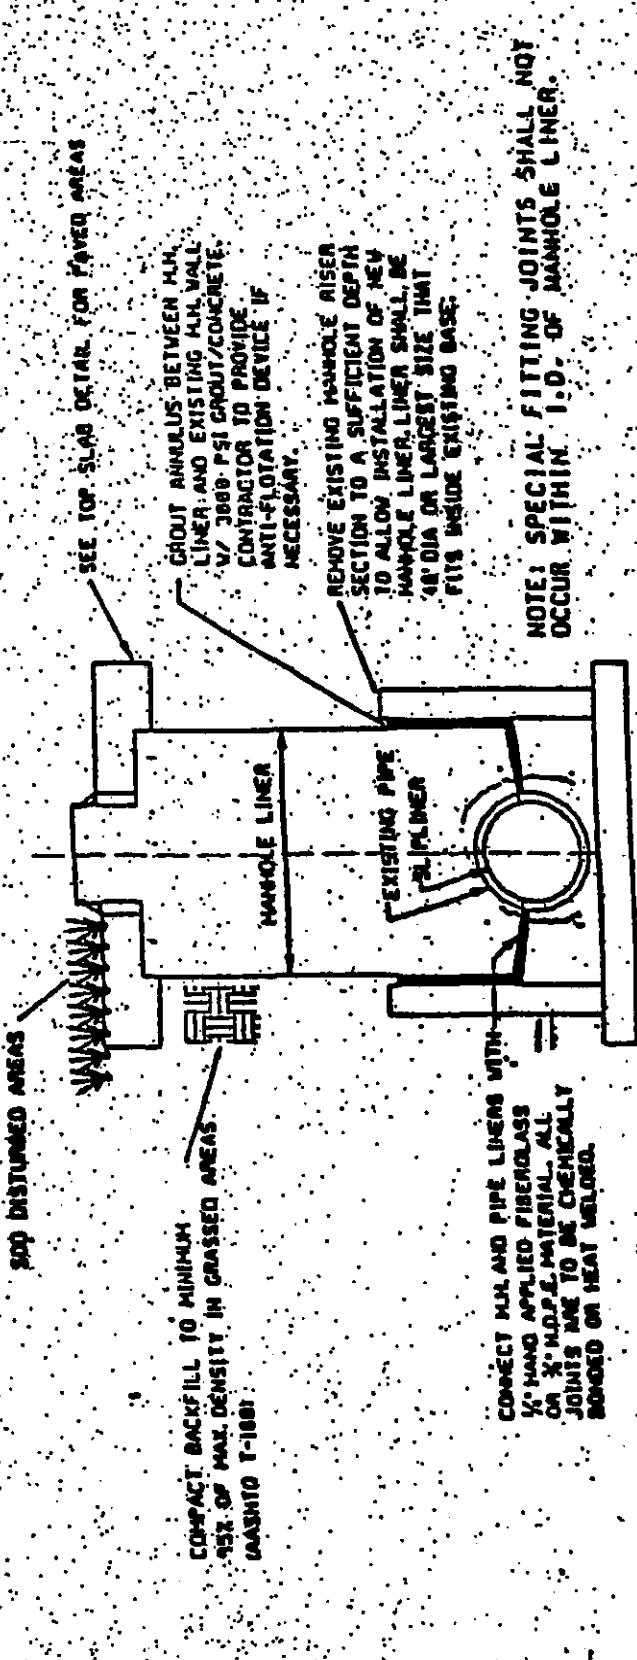 SOD DISTURBED AREAS
SEE TOP SLAB DETAIL FOR PAVED AREAS
COMPACT BACKFILL TO MINIMUM
95% OF MAX. DENSITY IN GRASSED AREAS
(AASHTO T-180)
MANHOLE LINER
GROUT ANNULUS BETWEEN M.H.
LINER AND EXISTING M.H. WALL
W/ 3000 PSI GROUT/CONCRETE.
CONTRACTOR TO PROVIDE
ANTI-FLOTATION DEVICE IF
NECESSARY.
REMOVE EXISTING MANHOLE RISER
SECTION TO A SUFFICIENT DEPTH
TO ALLOW INSTALLATION OF NEW
MANHOLE LINER. LINER SHALL BE
48" DIA OR LARGEST SIZE THAT
FITS INSIDE EXISTING BASE.
EXISTING PIPE
SLIPLINER
CONNECT M.H. AND PIPE LINERS WITH
¼" HAND APPLIED FIBERGLASS
OR H.D.P.E. MATERIAL. ALL
JOINTS ARE TO BE CHEMICALLY
BONDED OR HEAT WELDED.
NOTE: SPECIAL FITTING JOINTS SHALL NOT
OCCUR WITHIN I.D. OF MANHOLE LINER.